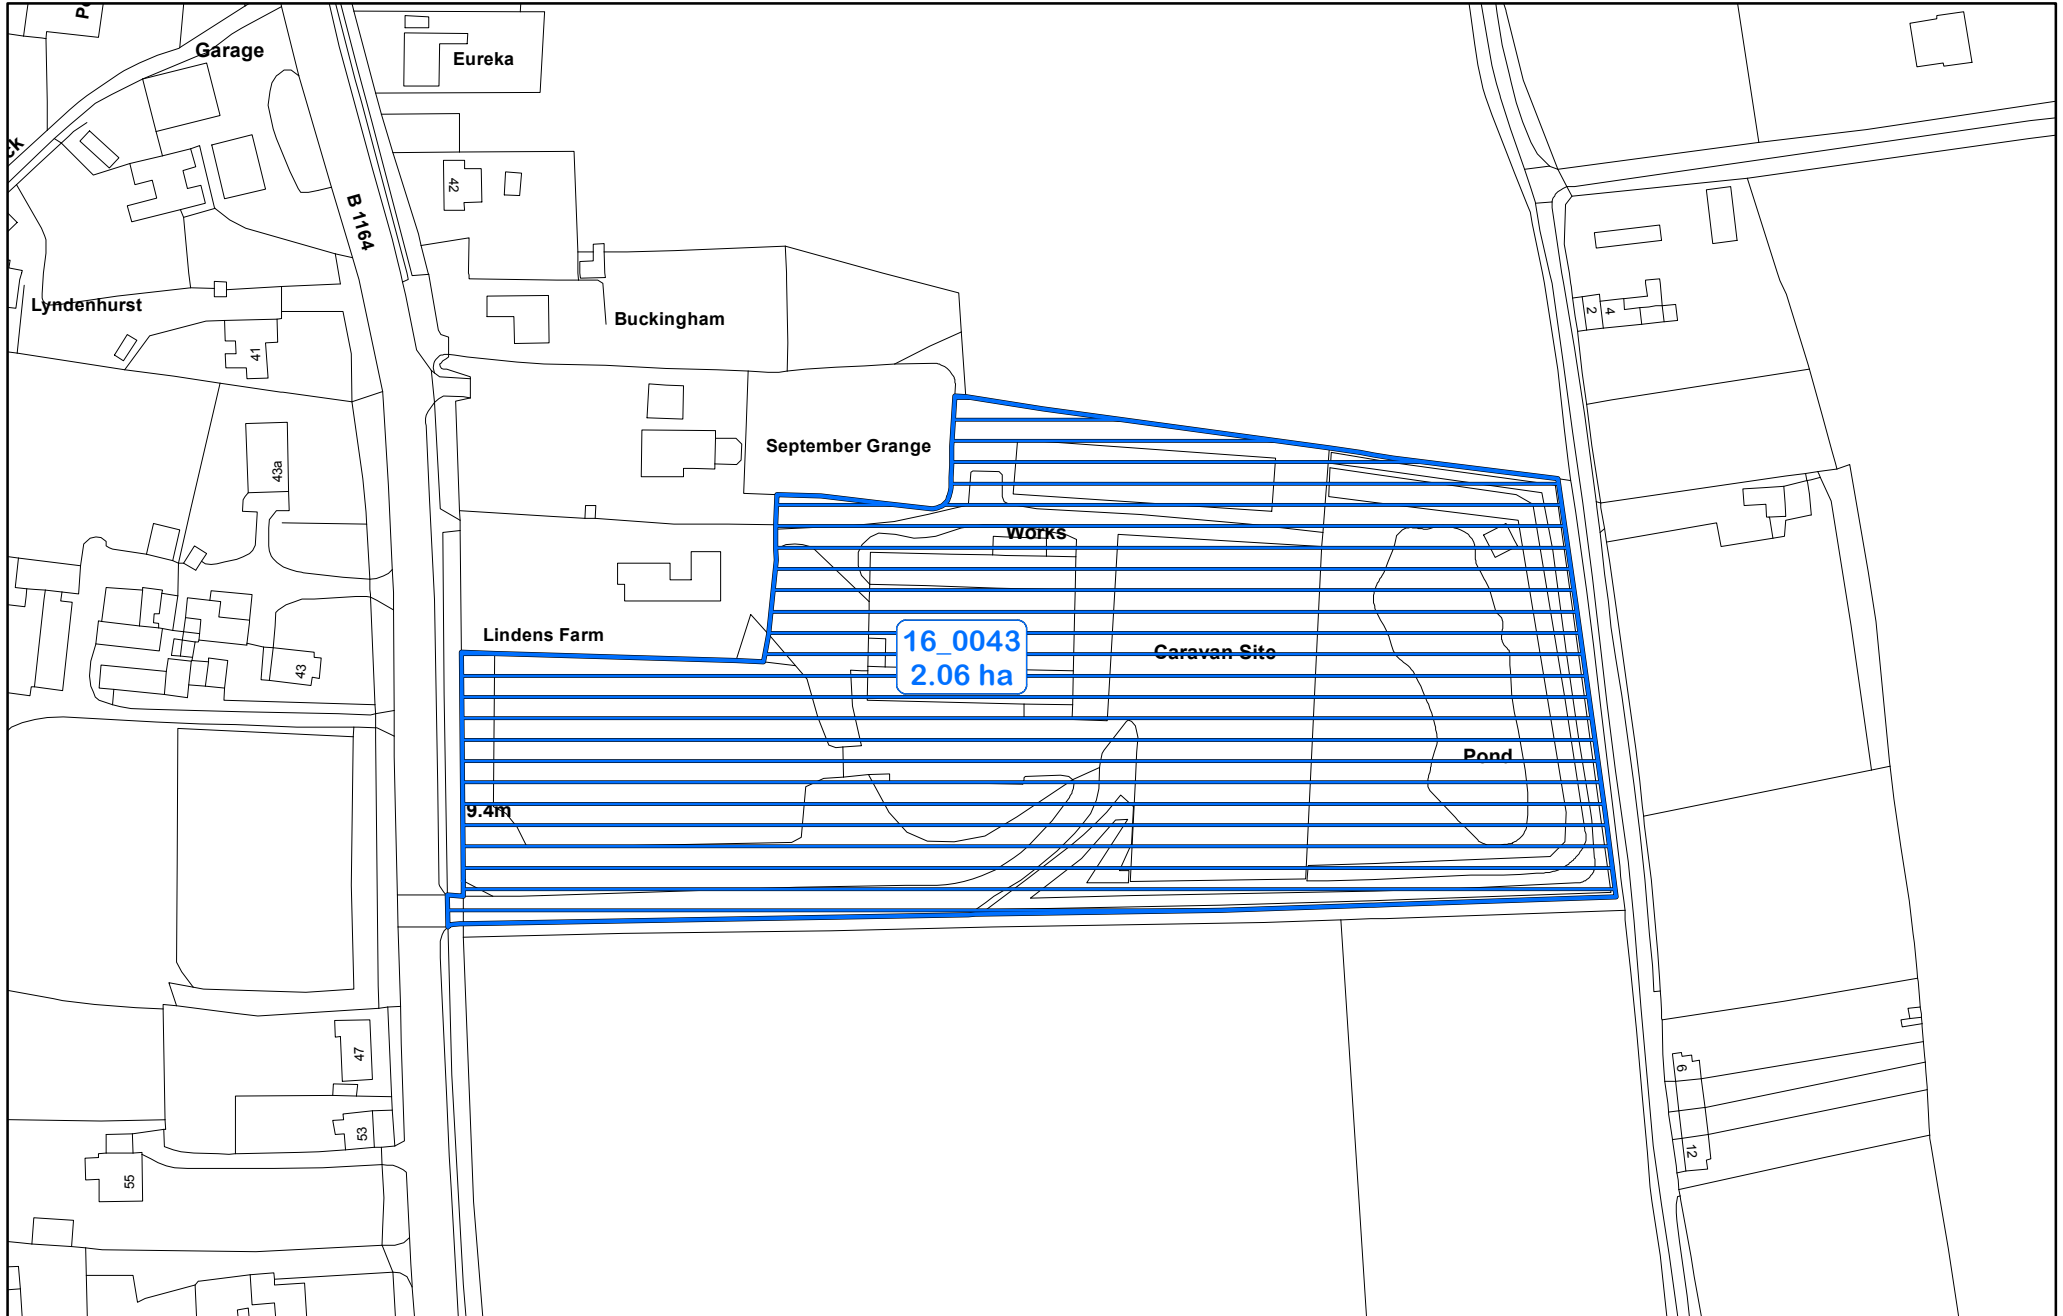 Garage
Eureka
42
B 1164
Lyndenhurst
Buckingham
2
4
41
September Grange
43a
Works
Lindens Farm
16_0043
2.06 ha
Caravan Site
43
Pond
9.4m
47
6
53
12
55